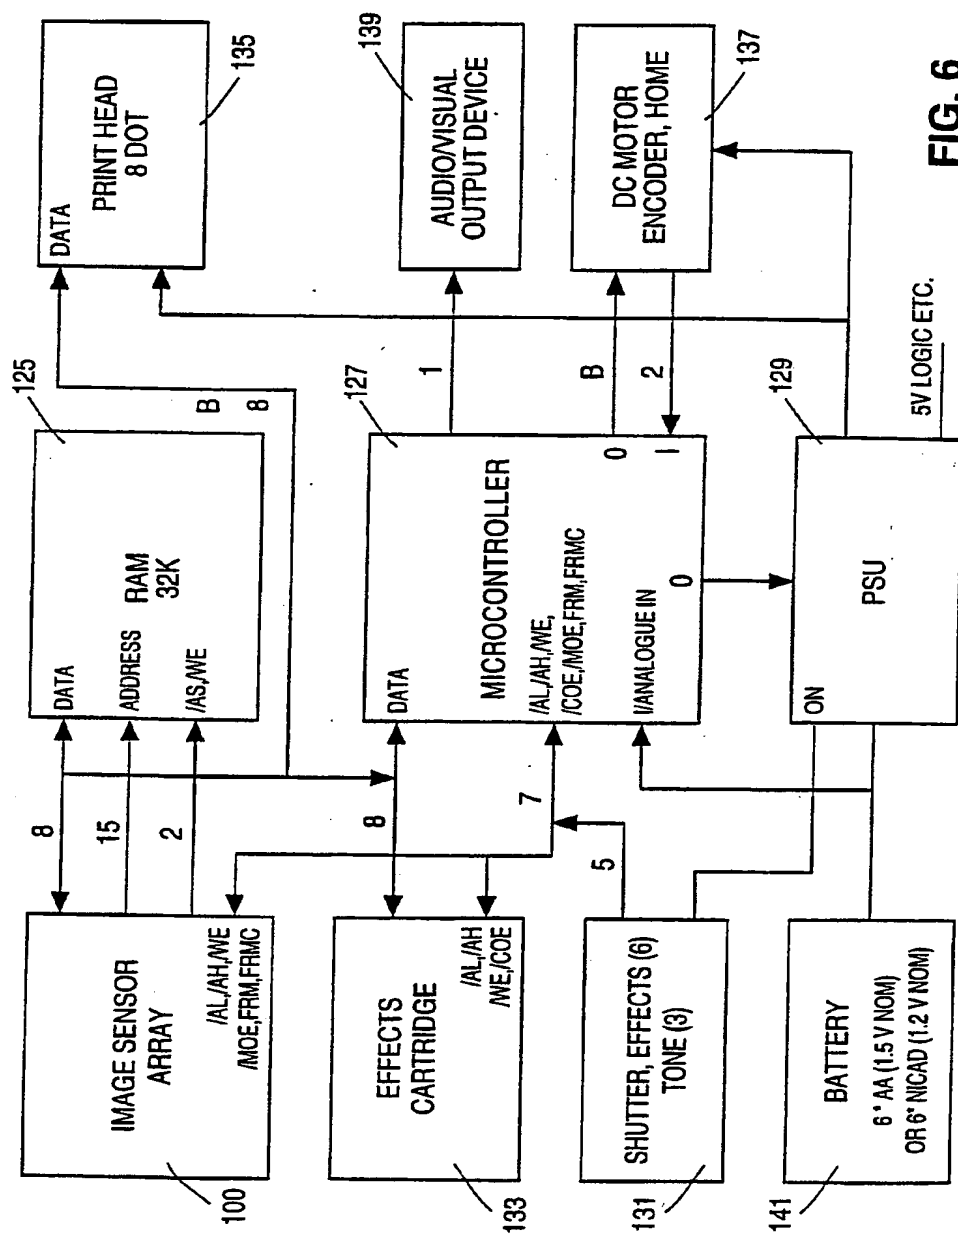 IMAGE SENSOR
ARRAY
/AL,/AH,/WE
/MOE,FRM,FRMC
100
8
15
2
DATA
ADDRESS
/AS,/WE
RAM
32K
125
B
8
DATA
PRINT HEAD
8 DOT
135
EFFECTS
CARTRIDGE
/AL,/AH
/WE,/COE
133
8
7
DATA
MICROCONTROLLER
/AL,/AH,/WE,
/COE,/MOE,FRM,FRMC
I/ANALOGUE IN
O
O
I
127
1
AUDIO/VISUAL
OUTPUT DEVICE
139
B
2
DC MOTOR
ENCODER, HOME
137
SHUTTER, EFFECTS (6)
TONE (3)
131
5
BATTERY
6* AA (1.5 V NOM)
OR 6* NICAD (1.2 V NOM)
141
ON
PSU
129
5V LOGIC ETC.
FIG. 6